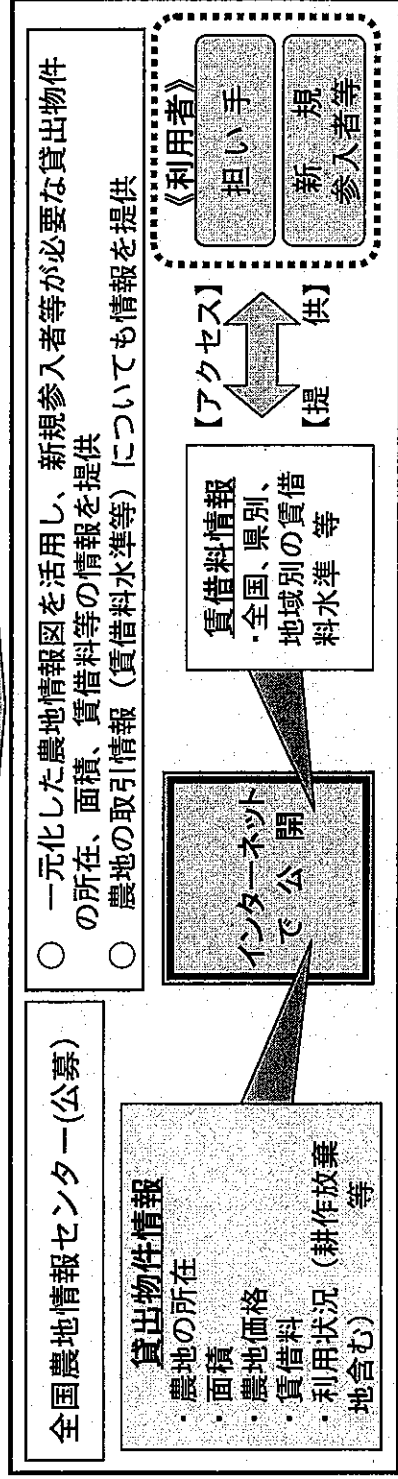 全国農地情報センター(公募)
○ 一元化した農地情報図を活用し、新規参入者等が必要な貸出物件
の所在、面積、賃借料等の情報を提供
○ 農地の取引情報（賃借料水準等）についても情報を提供
貸出物件情報
・農地の所在
・面積
・農地価格
・賃借料
・利用状況（耕作放棄
地含む） 等
インターネット
で公開
賃借料情報
・全国、県別、
地域別の賃借
料水準 等
【アクセス】
【提 供】
《利用者》
担い手
新 規
参入者等